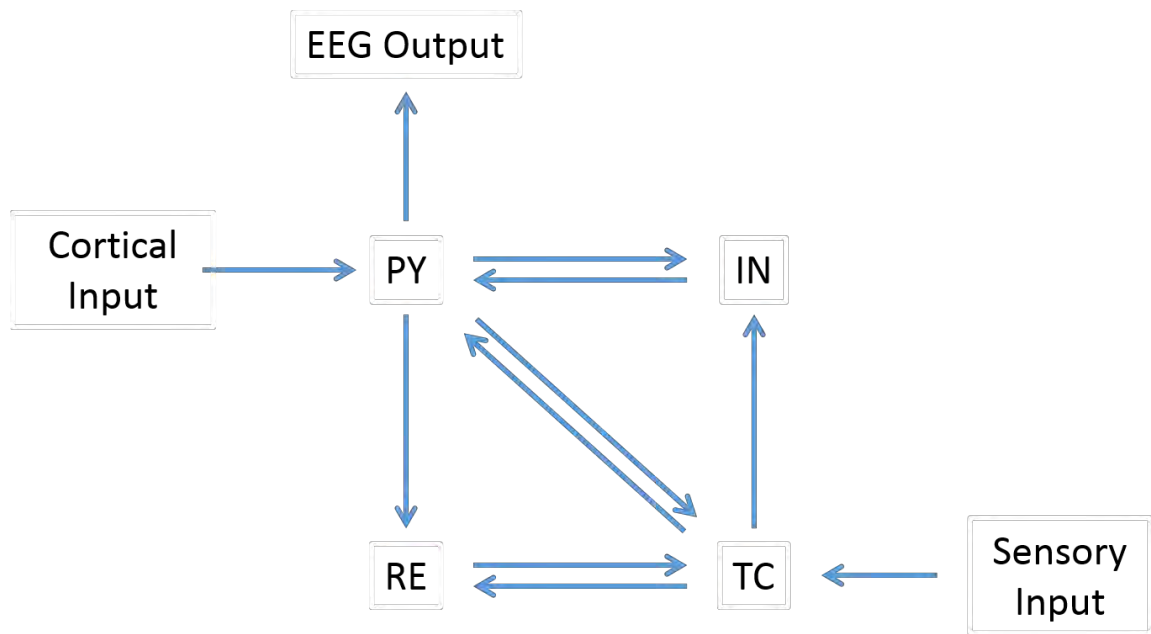 EEG Output
Cortical
Input
PY
IN
RE
TC
Sensory
Input